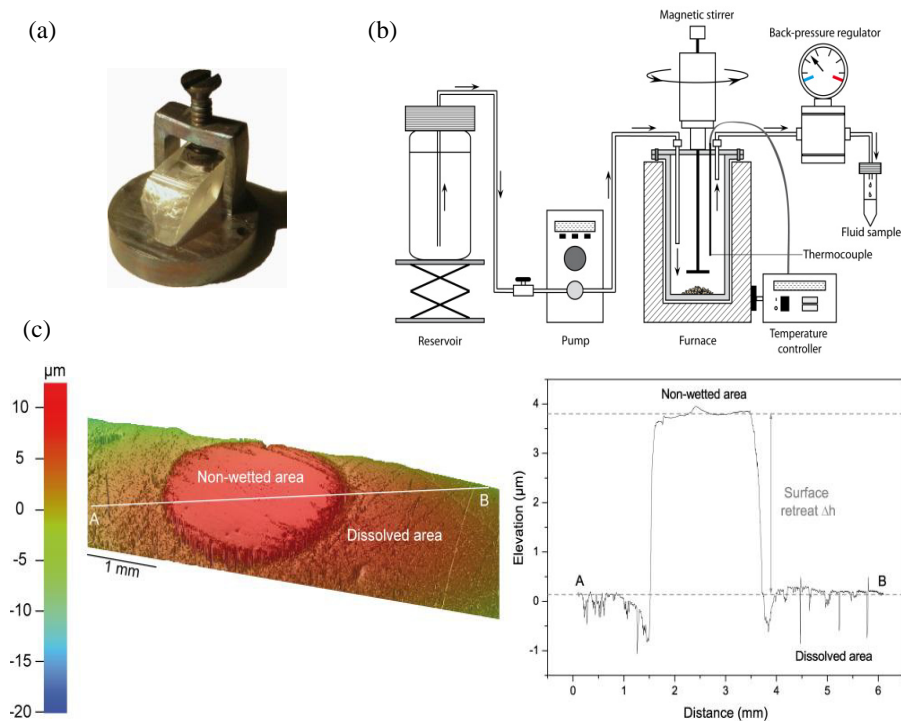 (a)
(b)
Magnetic stirrer
Back-pressure regulator
Fluid sample
Thermocouple
Reservoir
Pump
Furnace
Temperature
controller
(c)
µm
10
5
0
-5
-10
-15
-20
Non-wetted area
A
B
Dissolved area
1 mm
Non-wetted area
4
3
2
1
0
-1
Elevation (µm)
Surface
retreat Δh
A
B
Dissolved area
0
1
2
3
4
5
6
Distance (mm)